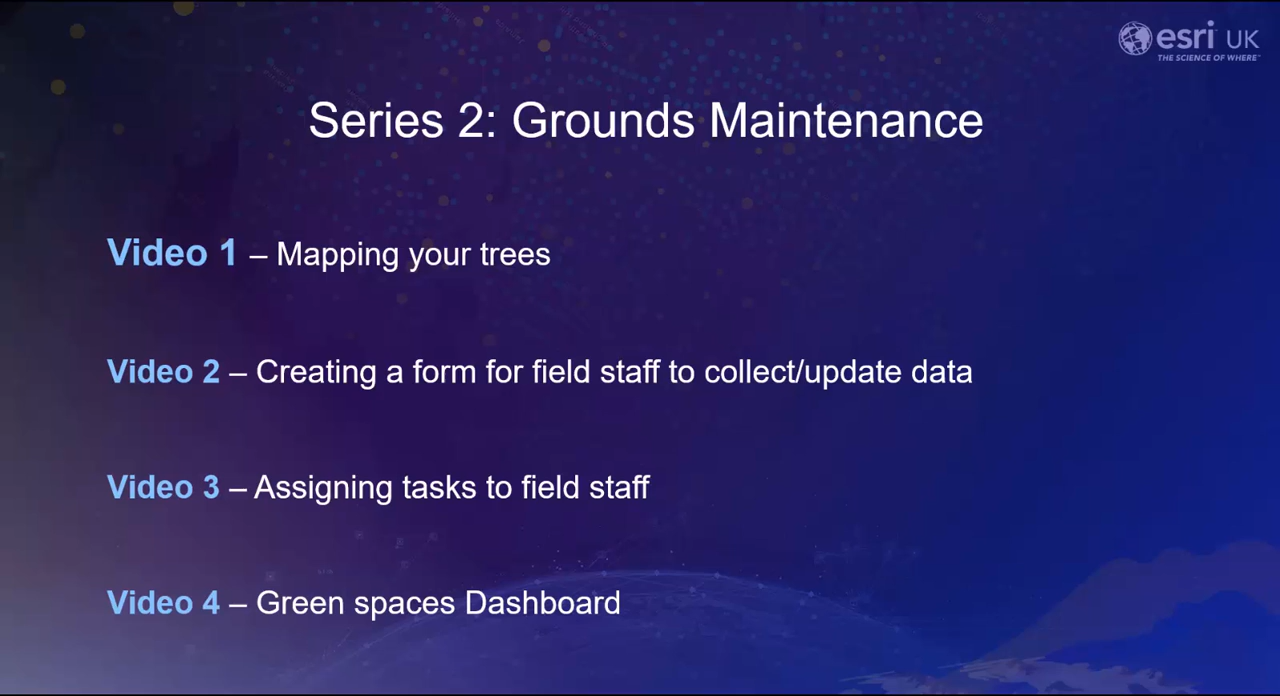 esri UK
THE SCIENCE OF WHERE™
Series 2: Grounds Maintenance
Video 1 – Mapping your trees
Video 2 – Creating a form for field staff to collect/update data
Video 3 – Assigning tasks to field staff
Video 4 – Green spaces Dashboard